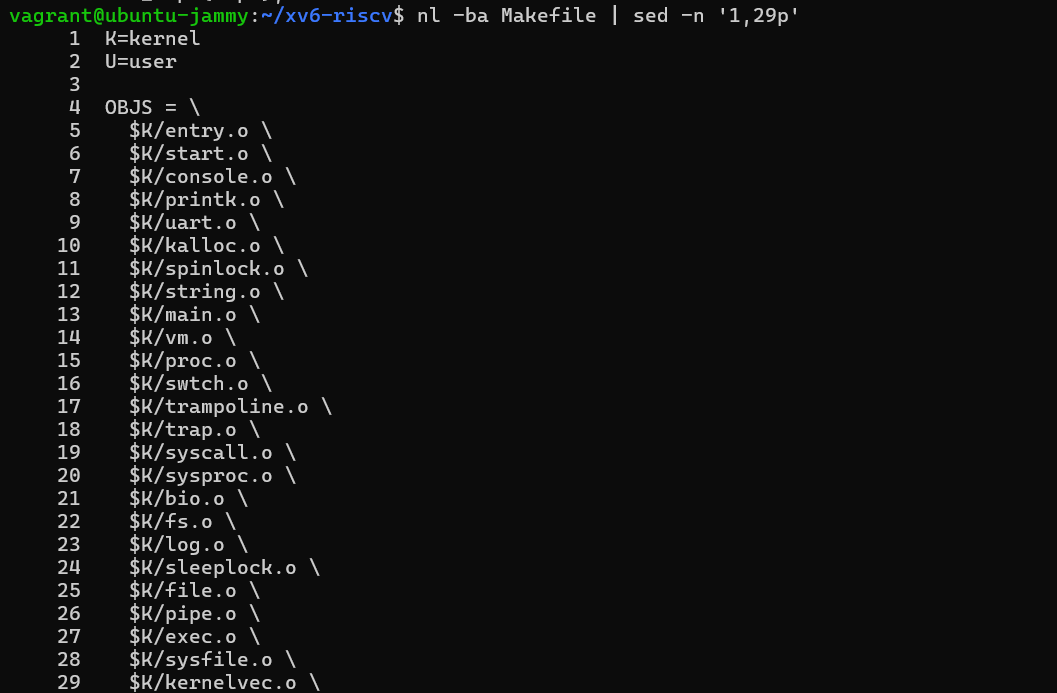 vagrant@ubuntu-jammy:~/xv6-riscv$ nl -ba Makefile | sed -n '1,29p'
     1  K=kernel
     2  U=user
     3
     4  OBJS = \
     5    $K/entry.o \
     6    $K/start.o \
     7    $K/console.o \
     8    $K/printk.o \
     9    $K/uart.o \
    10    $K/kalloc.o \
    11    $K/spinlock.o \
    12    $K/string.o \
    13    $K/main.o \
    14    $K/vm.o \
    15    $K/proc.o \
    16    $K/swtch.o \
    17    $K/trampoline.o \
    18    $K/trap.o \
    19    $K/syscall.o \
    20    $K/sysproc.o \
    21    $K/bio.o \
    22    $K/fs.o \
    23    $K/log.o \
    24    $K/sleeplock.o \
    25    $K/file.o \
    26    $K/pipe.o \
    27    $K/exec.o \
    28    $K/sysfile.o \
    29    $K/kernelvec.o \